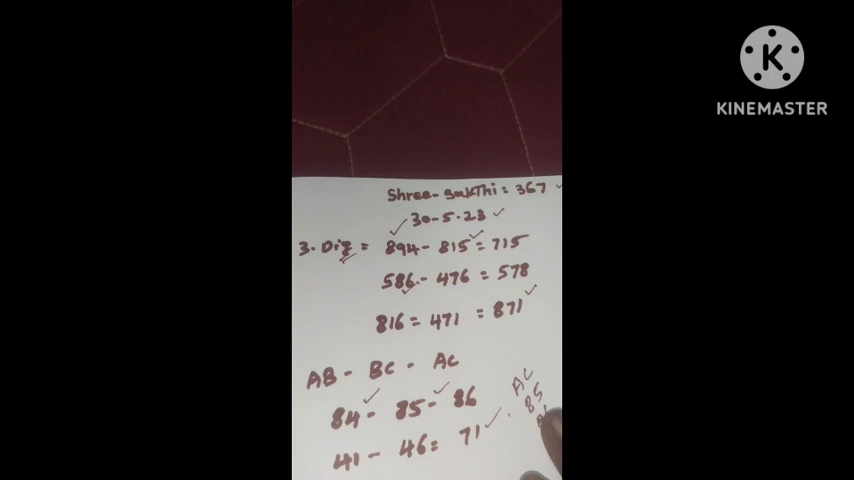 KINEMASTER
Shree-SakThi = 367
30-5-23
3. Dig = 894 - 815 = 715
586 - 476 = 578
816 = 471 = 871
AB - BC - AC
84 - 85 - 86
41 - 46 = 71
AC
85